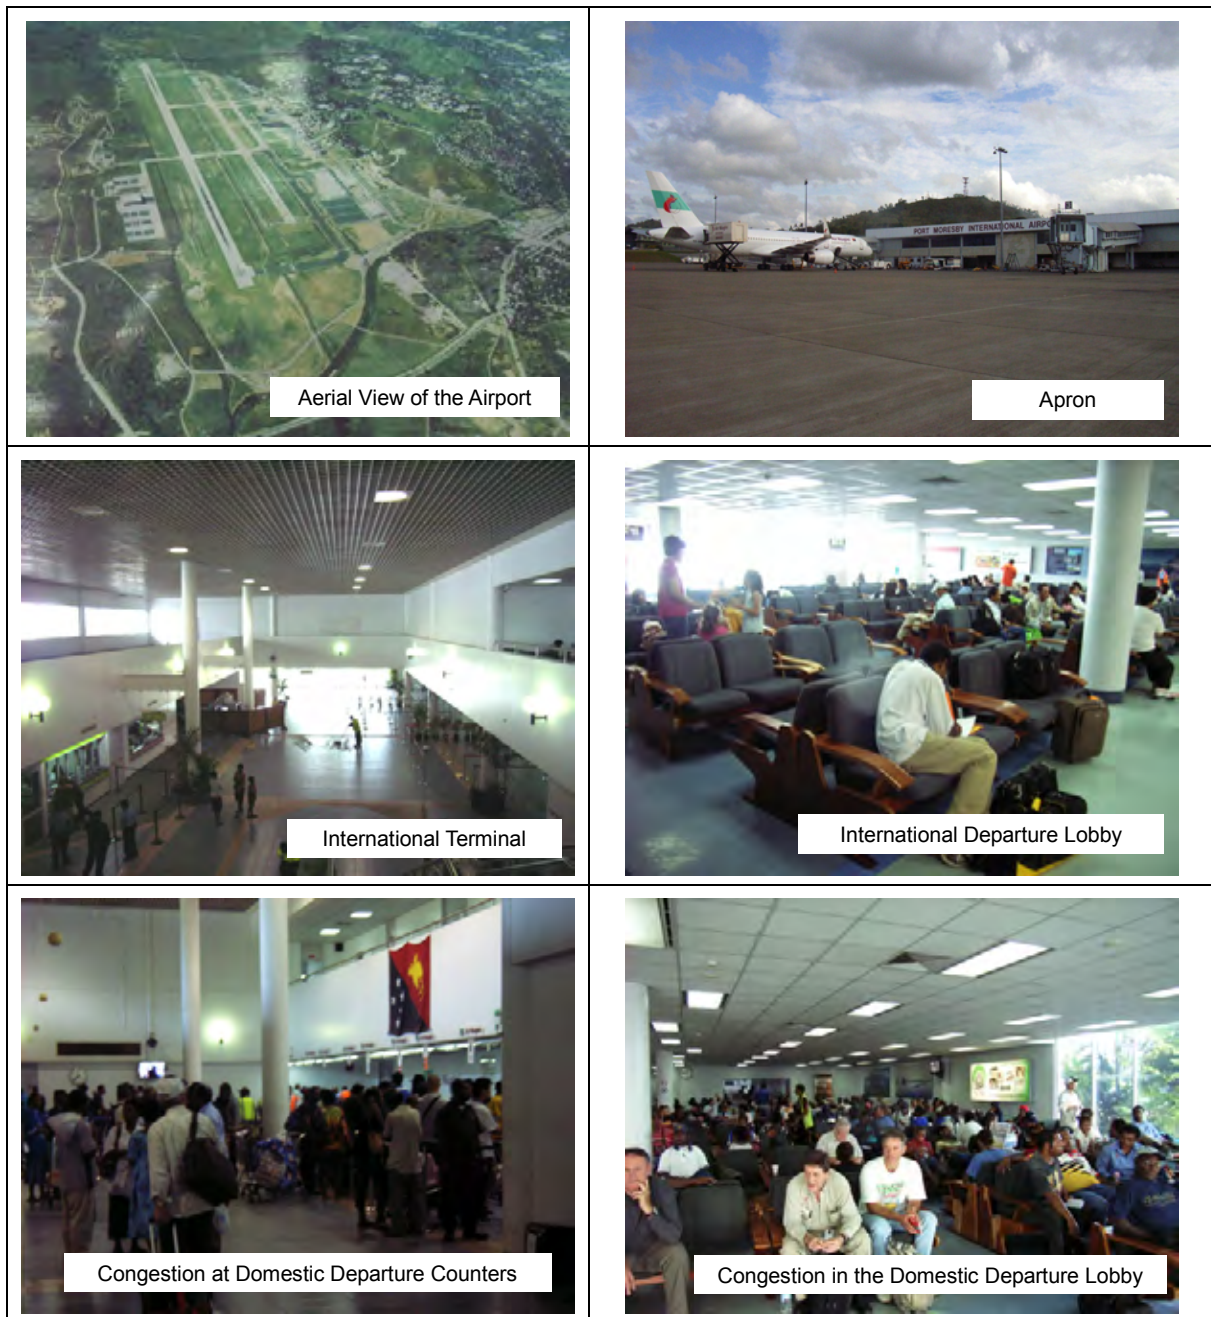 Aerial View of the Airport
PORT MORESBY INTERNATIONAL AIRPO
Apron
International Terminal
International Departure Lobby
Congestion at Domestic Departure Counters
Congestion in the Domestic Departure Lobby